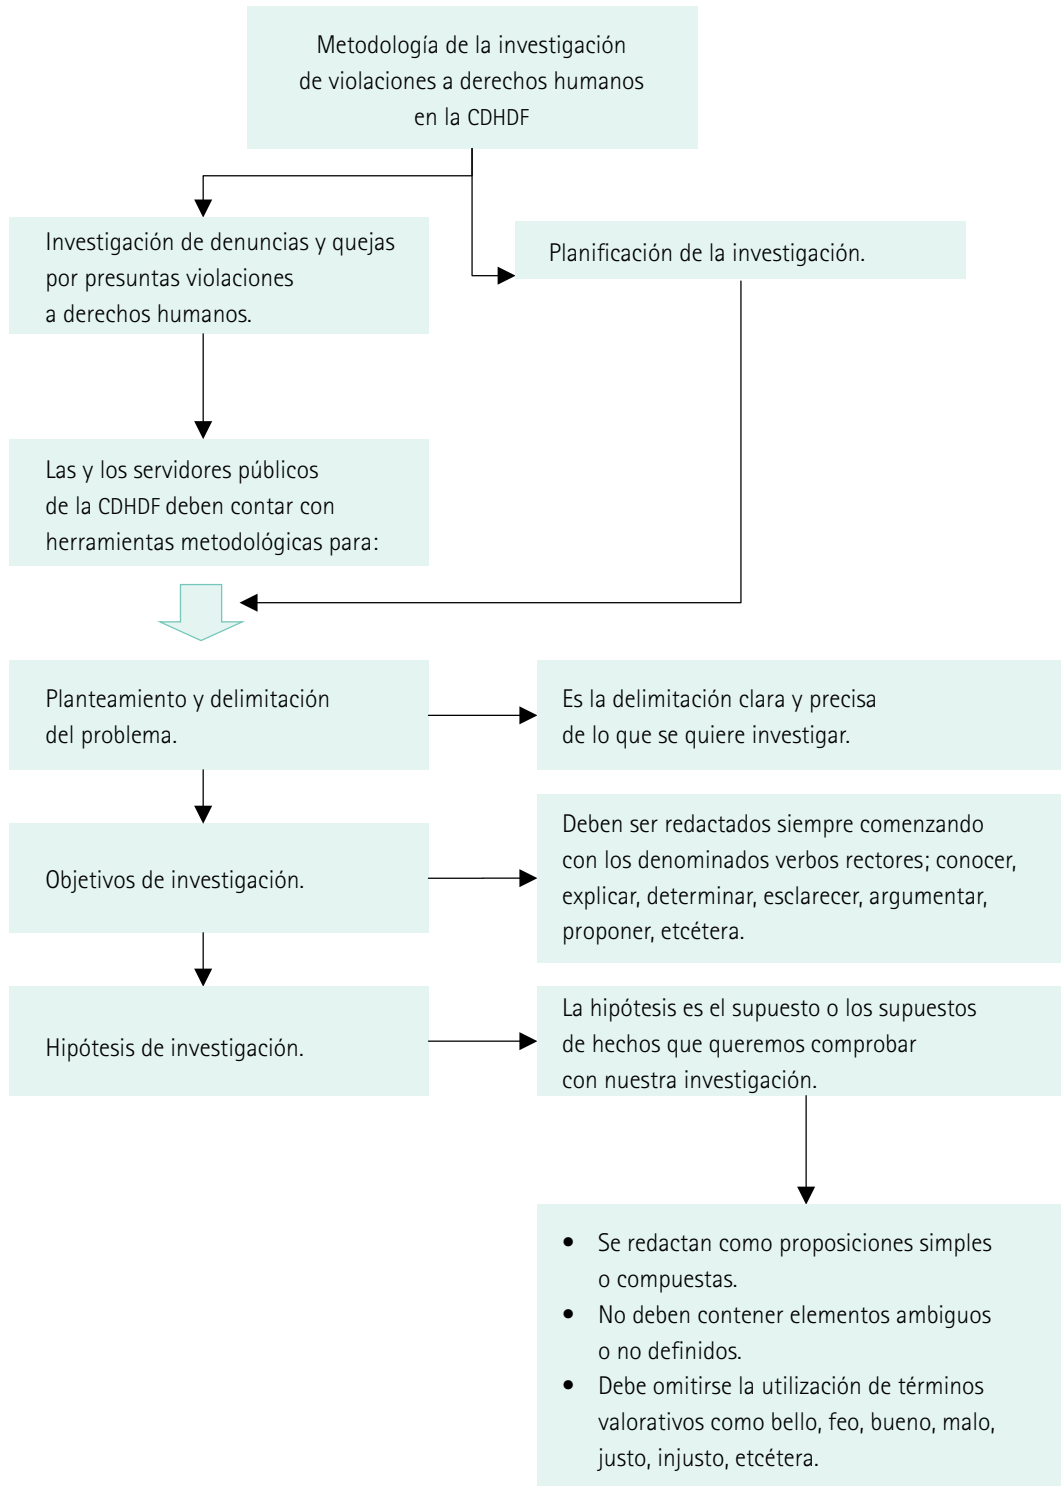 Metodología de la investigación
de violaciones a derechos humanos
en la CDHDF
Investigación de denuncias y quejas
por presuntas violaciones
a derechos humanos.
Planificación de la investigación.
Las y los servidores públicos
de la CDHDF deben contar con
herramientas metodológicas para:
Planteamiento y delimitación
del problema.
Es la delimitación clara y precisa
de lo que se quiere investigar.
Objetivos de investigación.
Deben ser redactados siempre comenzando
con los denominados verbos rectores; conocer,
explicar, determinar, esclarecer, argumentar,
proponer, etcétera.
Hipótesis de investigación.
La hipótesis es el supuesto o los supuestos
de hechos que queremos comprobar
con nuestra investigación.
• Se redactan como proposiciones simples
o compuestas.
• No deben contener elementos ambiguos
o no definidos.
• Debe omitirse la utilización de términos
valorativos como bello, feo, bueno, malo,
justo, injusto, etcétera.